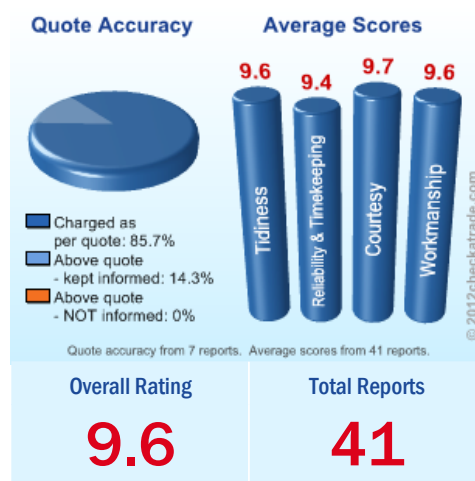 Quote Accuracy
Average Scores
9.6
9.4
9.7
9.6
Tidiness
Reliability & Timekeeping
Courtesy
Workmanship
Charged as
per quote: 85.7%
Above quote
- kept informed: 14.3%
Above quote
- NOT informed: 0%
© 2012checkatrade.com
Quote accuracy from 7 reports. Average scores from 41 reports.
Overall Rating
Total Reports
9.6
41